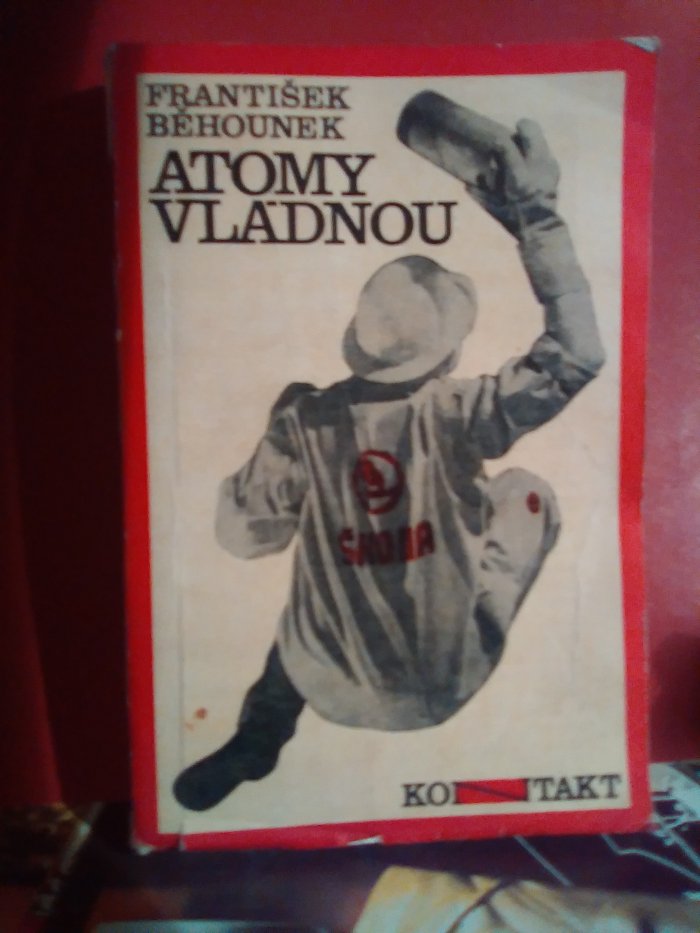 FRANTIŠEK
BĚHOUNEK
ATOMY
VLÁDNOU
ŠKODA
KONTAKT